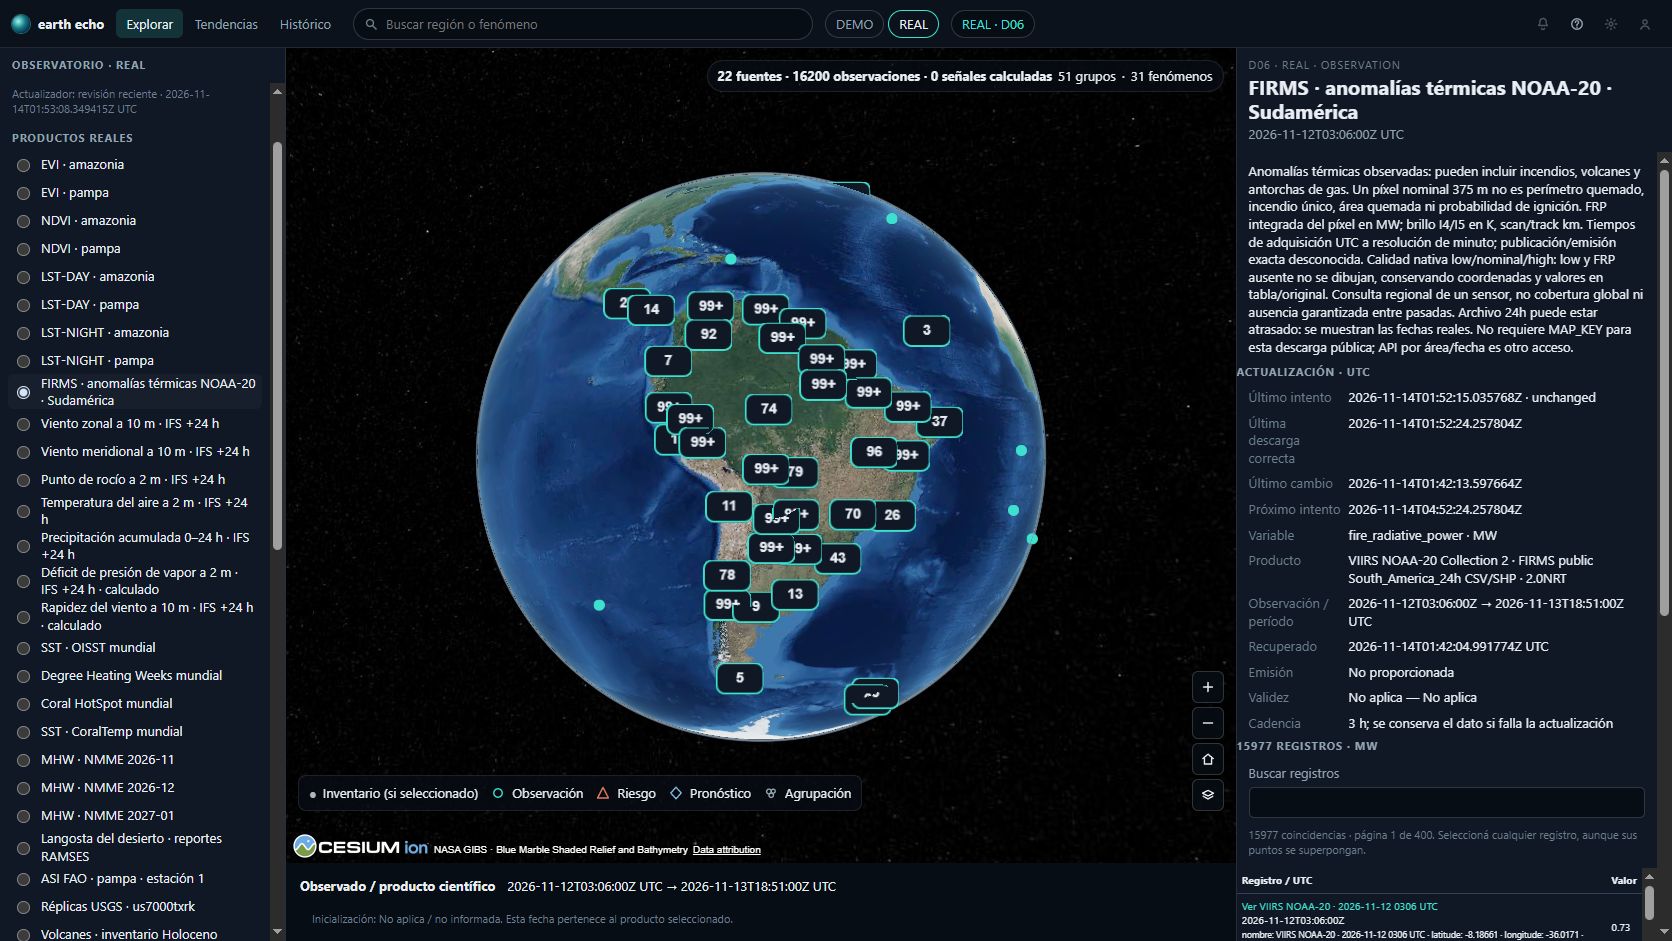 earth echo
Explorar
Tendencias
Histórico
Buscar región o fenómeno
DEMO
REAL
REAL · D06
OBSERVATORIO · REAL
Actualizador: revisión reciente · 2026-11-
14T01:53:08.349415Z UTC
PRODUCTOS REALES
EVI · amazonia
EVI · pampa
NDVI · amazonia
NDVI · pampa
LST-DAY · amazonia
LST-DAY · pampa
LST-NIGHT · amazonia
LST-NIGHT · pampa
FIRMS · anomalías térmicas NOAA-20
· Sudamérica
Viento zonal a 10 m · IFS +24 h
Viento meridional a 10 m · IFS +24 h
Punto de rocío a 2 m · IFS +24 h
Temperatura del aire a 2 m · IFS +24
h
Precipitación acumulada 0–24 h · IFS
+24 h
Déficit de presión de vapor a 2 m ·
IFS +24 h · calculado
Rapidez del viento a 10 m · IFS +24 h
· calculado
SST · OISST mundial
Degree Heating Weeks mundial
Coral HotSpot mundial
SST · CoralTemp mundial
MHW · NMME 2026-11
MHW · NMME 2026-12
MHW · NMME 2027-01
Langosta del desierto · reportes
RAMSES
ASI FAO · pampa · estación 1
Réplicas USGS · us7000txrk
Volcanes · inventario Holoceno
22 fuentes · 16200 observaciones · 0 señales calculadas 51 grupos · 31 fenómenos
14
99+
99+
99+
92
99+
3
7
99+
99+
99+
99+
74
99+
99+
37
99+
99+
96
99+
99+
79
11
70
26
99+
43
78
13
99+
9
5
Inventario (si seleccionado)
Observación
Riesgo
Pronóstico
Agrupación
CESIUM ion
NASA GIBS · Blue Marble Shaded Relief and Bathymetry Data attribution
Observado / producto científico 2026-11-12T03:06:00Z UTC → 2026-11-13T18:51:00Z UTC
Inicialización: No aplica / no informada. Esta fecha pertenece al producto seleccionado.
D06 · REAL · OBSERVATION
FIRMS · anomalías térmicas NOAA-20 ·
Sudamérica
2026-11-12T03:06:00Z UTC
Anomalías térmicas observadas: pueden incluir incendios, volcanes y
antorchas de gas. Un píxel nominal 375 m no es perímetro quemado,
incendio único, área quemada ni probabilidad de ignición. FRP
integrada del píxel en MW; brillo I4/I5 en K, scan/track km. Tiempos
de adquisición UTC a resolución de minuto; publicación/emisión
exacta desconocida. Calidad nativa low/nominal/high: low y FRP
ausente no se dibujan, conservando coordenadas y valores en
tabla/original. Consulta regional de un sensor, no cobertura global ni
ausencia garantizada entre pasadas. Archivo 24h puede estar
atrasado: se muestran las fechas reales. No requiere MAP_KEY para
esta descarga pública; API por área/fecha es otro acceso.
ACTUALIZACIÓN · UTC
Último intento 2026-11-14T01:52:15.035768Z · unchanged
Última descarga correcta 2026-11-14T01:52:24.257804Z
Último cambio 2026-11-14T01:42:13.597664Z
Próximo intento 2026-11-14T04:52:24.257804Z
Variable fire_radiative_power · MW
Producto VIIRS NOAA-20 Collection 2 · FIRMS public
South_America_24h CSV/SHP · 2.0NRT
Observación / período 2026-11-12T03:06:00Z → 2026-11-13T18:51:00Z
UTC
Recuperado 2026-11-14T01:42:04.991774Z UTC
Emisión No proporcionada
Validez No aplica — No aplica
Cadencia 3 h; se conserva el dato si falla la actualización
15977 REGISTROS · MW
Buscar registros
15977 coincidencias · página 1 de 400. Seleccioná cualquier registro, aunque sus
puntos se superpongan.
Registro / UTC Valor
Ver VIIRS NOAA-20 · 2026-11-12 0306 UTC
2026-11-12T03:06:00Z
0.73
nombre: VIIRS NOAA-20 · 2026-11-12 0306 UTC · latitude: -8.18661 · longitude: -36.0171 ·